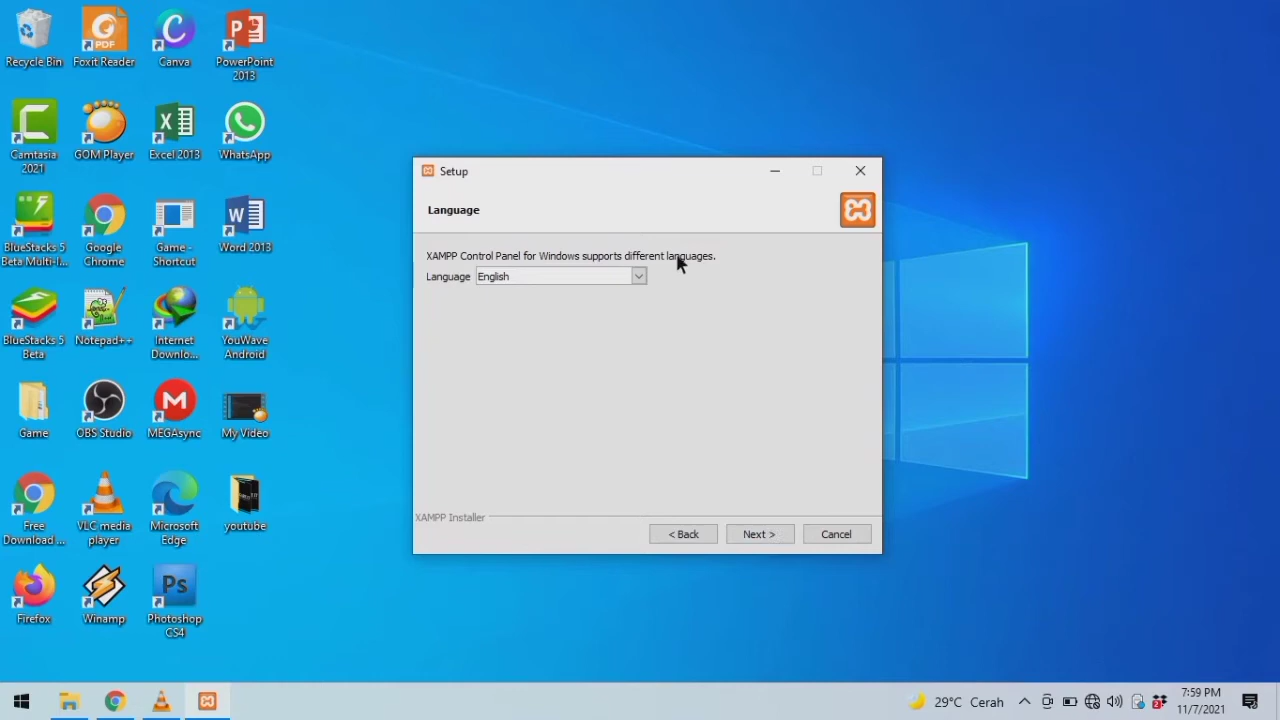 Recycle Bin
Foxit Reader
Canva
PowerPoint
2013
Camtasia
2021
GOM Player
Excel 2013
WhatsApp
BlueStacks 5
Beta Multi-I...
Google
Chrome
Game -
Shortcut
Word 2013
BlueStacks 5
Beta
Notepad++
Internet
Downlo...
YouWave
Android
Game
OBS Studio
MEGAsync
My Video
Free
Download ...
VLC media
player
Microsoft
Edge
youtube
Firefox
Winamp
Photoshop
CS4
Setup
Language
XAMPP Control Panel for Windows supports different languages.
Language English
XAMPP Installer
< Back Next > Cancel
29°C Cerah
7:59 PM
11/7/2021